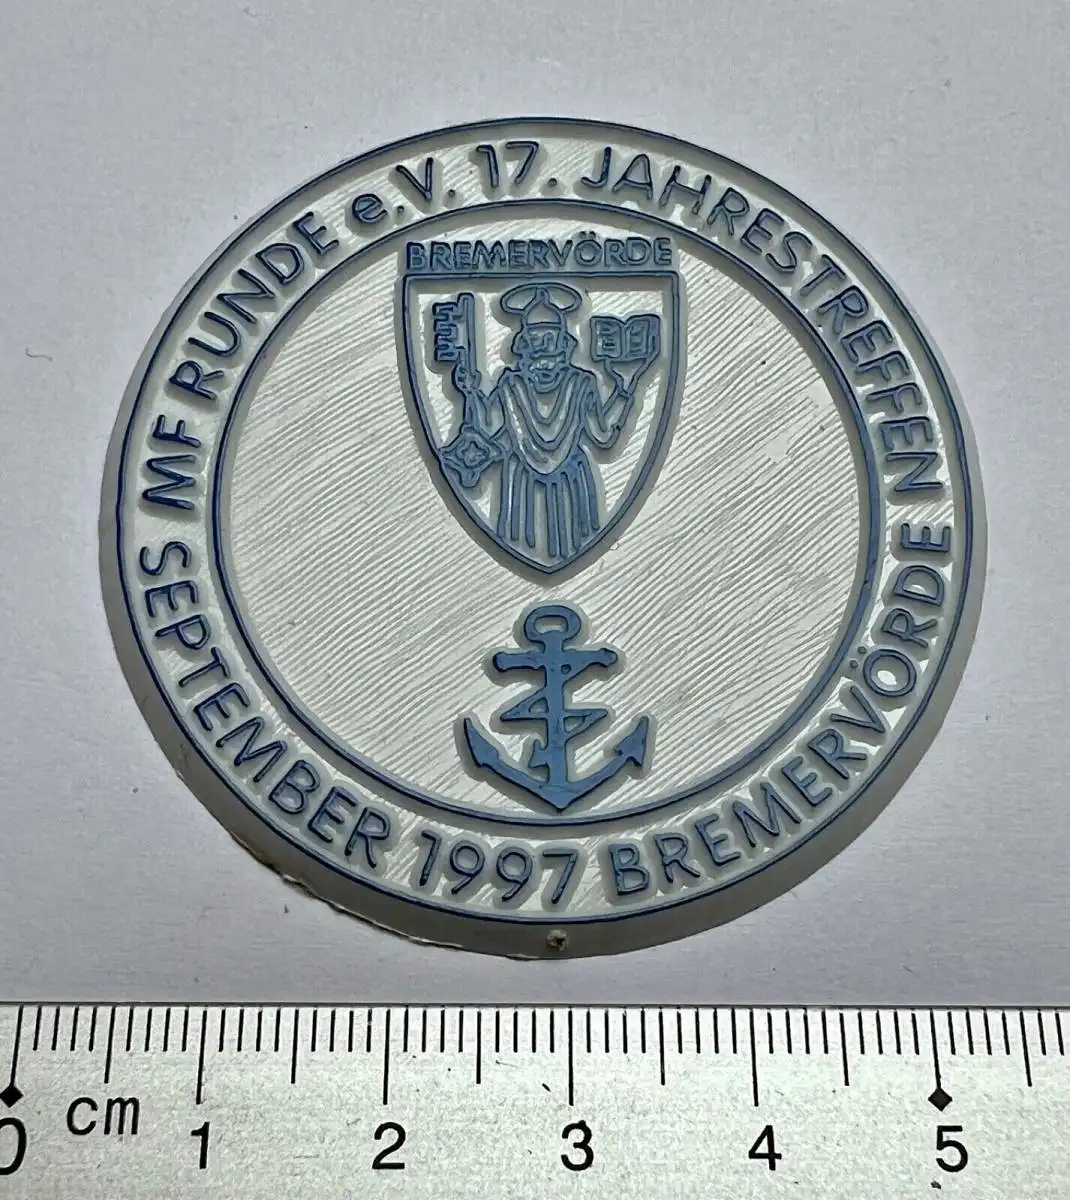 MF RUNDE e.V. 17. JAHRESTREFFEN
SEPTEMBER 1997 BREMERVÖRDE
BREMERVÖRDE
0 cm 1 2 3 4 5